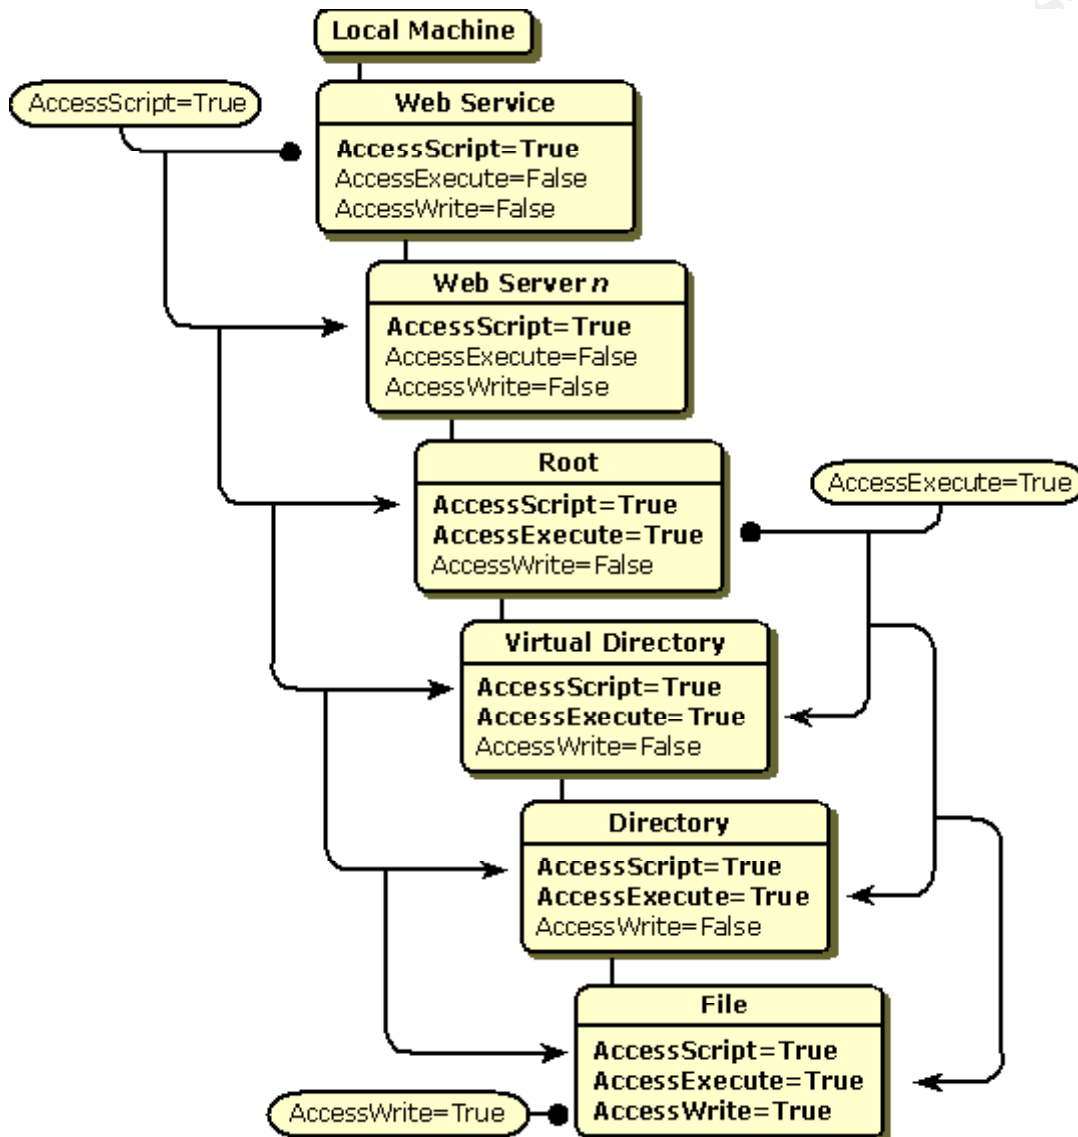 Local Machine
AccessScript=True
Web Service
AccessScript=True
AccessExecute=False
AccessWrite=False
Web Server n
AccessScript=True
AccessExecute=False
AccessWrite=False
Root
AccessScript=True
AccessExecute=True
AccessWrite=False
AccessExecute=True
Virtual Directory
AccessScript=True
AccessExecute=True
AccessWrite=False
Directory
AccessScript=True
AccessExecute=True
AccessWrite=False
File
AccessScript=True
AccessExecute=True
AccessWrite=True
AccessWrite=True